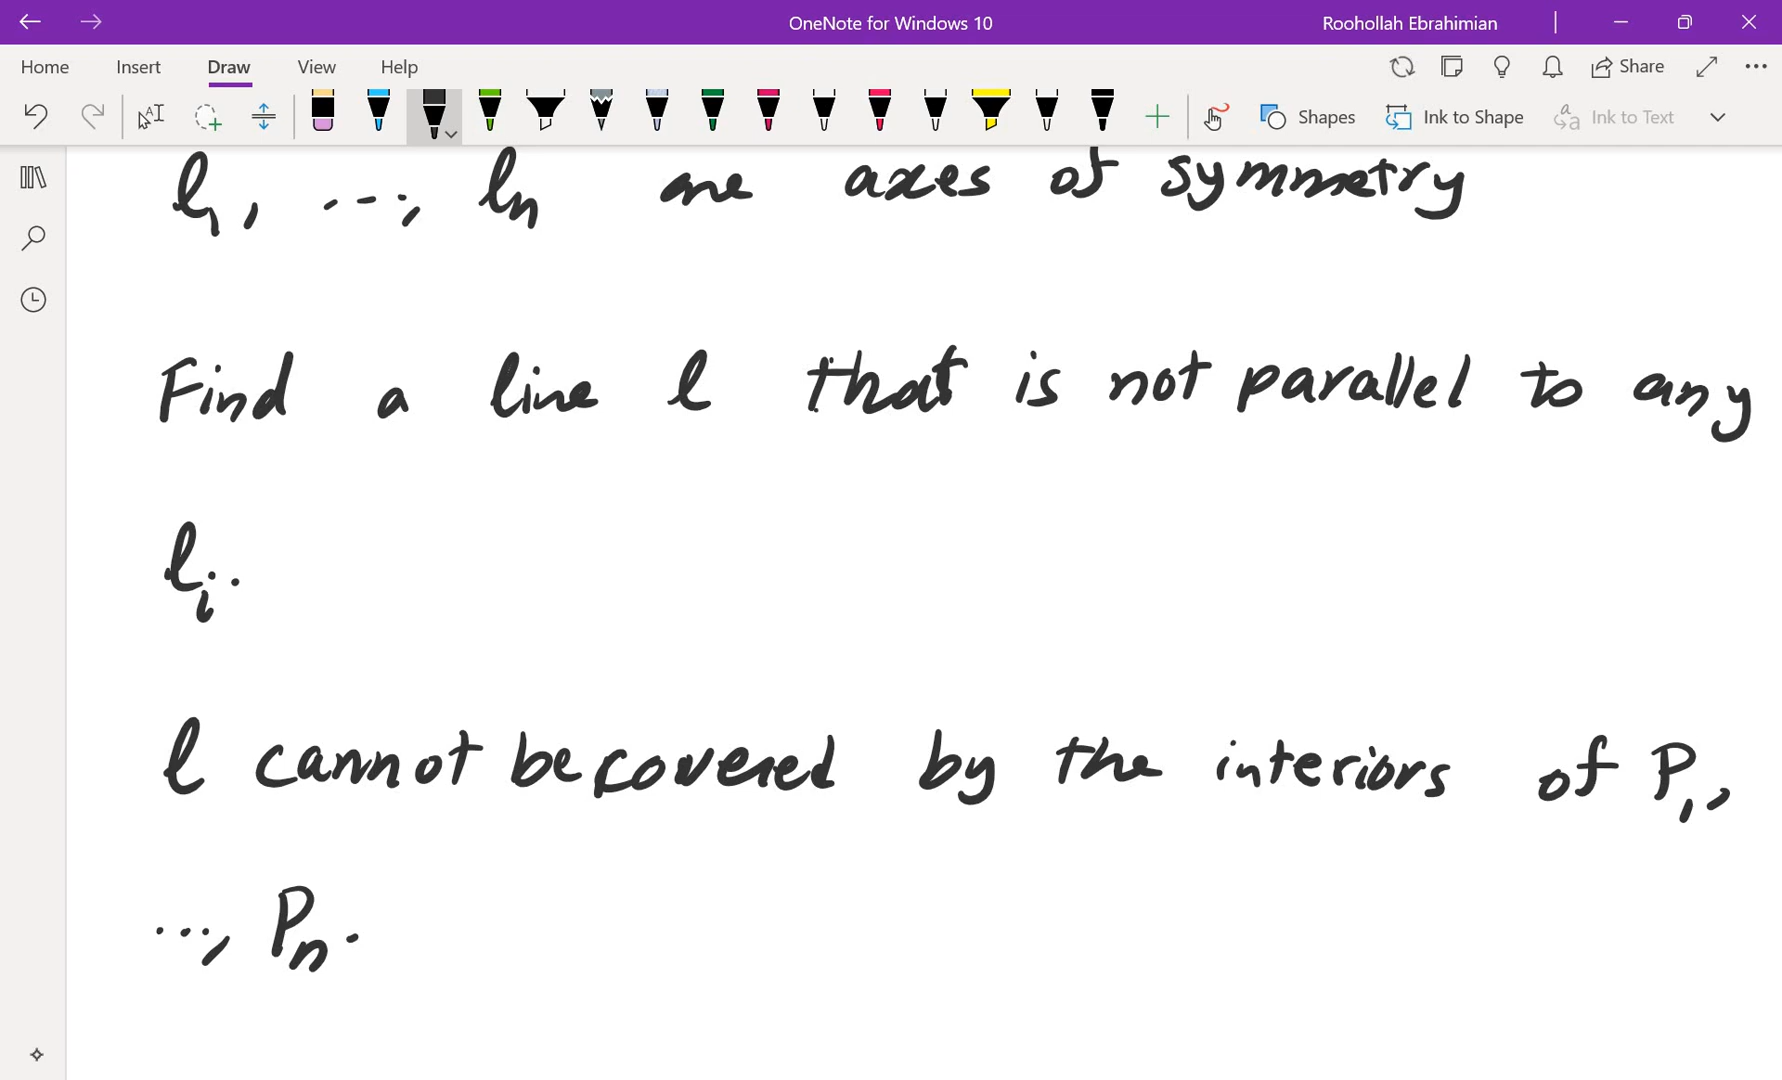 OneNote for Windows 10
Roohollah Ebrahimian
Home Insert Draw View Help
Share
Shapes Ink to Shape Ink to Text
l₁, ..., lₙ are axes of symmetry
Find a line l that is not parallel to any
lᵢ.
l cannot be covered by the interiors of P₁,
..., Pₙ.